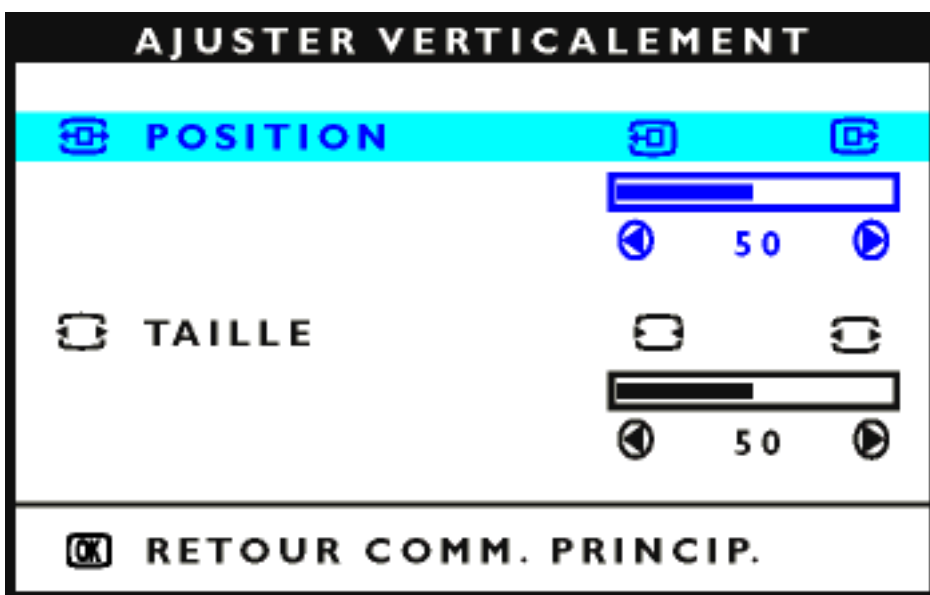 AJUSTER VERTICALEMENT
POSITION
50
TAILLE
50
OK RETOUR COMM. PRINCIP.